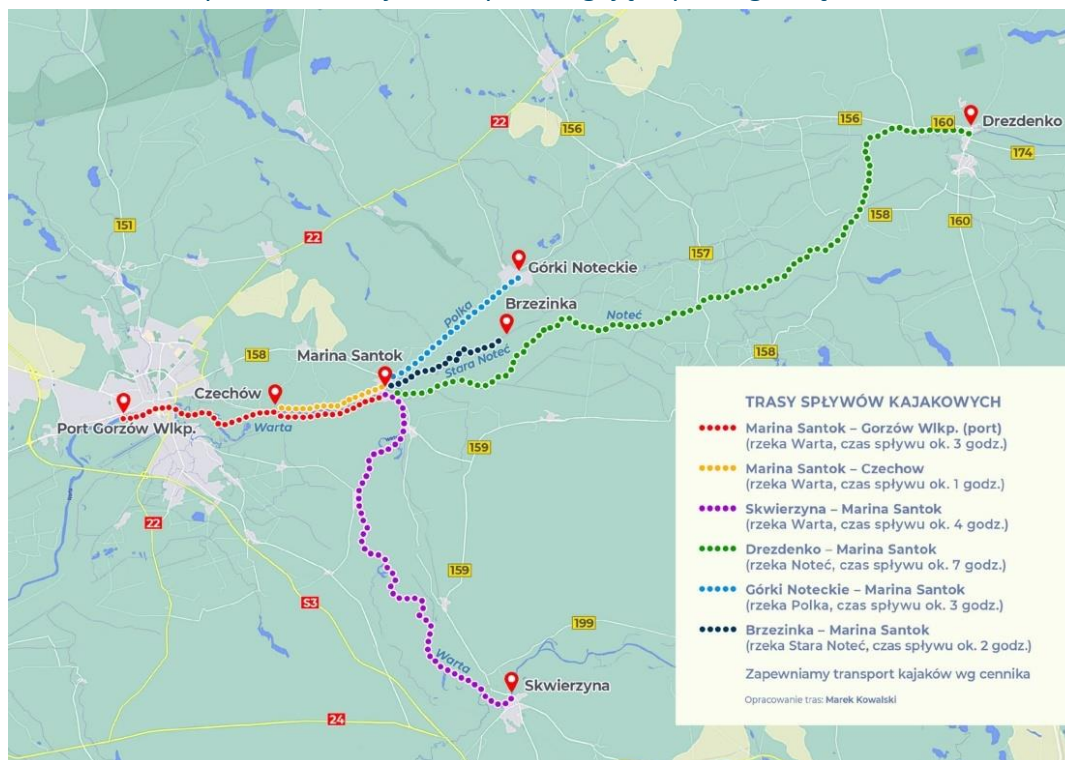 22
156
156
160
Drezdenko
174
151
158
160
22
157
Górki Noteckie
Polka
Brzezinka
Noteć
158
Marina Santok
Stara Noteć
158
Czechów
Warta
Port Gorzów Wlkp.
159
22
159
S3
199
Warta
Skwierzyna
24
TRASY SPŁYWÓW KAJAKOWYCH
Marina Santok – Gorzów Wlkp. (port)
(rzeka Warta, czas spływu ok. 3 godz.)
Marina Santok – Czechow
(rzeka Warta, czas spływu ok. 1 godz.)
Skwierzyna – Marina Santok
(rzeka Warta, czas spływu ok. 4 godz.)
Drezdenko – Marina Santok
(rzeka Noteć, czas spływu ok. 7 godz.)
Górki Noteckie – Marina Santok
(rzeka Polka, czas spływu ok. 3 godz.)
Brzezinka – Marina Santok
(rzeka Stara Noteć, czas spływu ok. 2 godz.)
Zapewniamy transport kajaków wg cennika
Opracowanie tras: Marek Kowalski